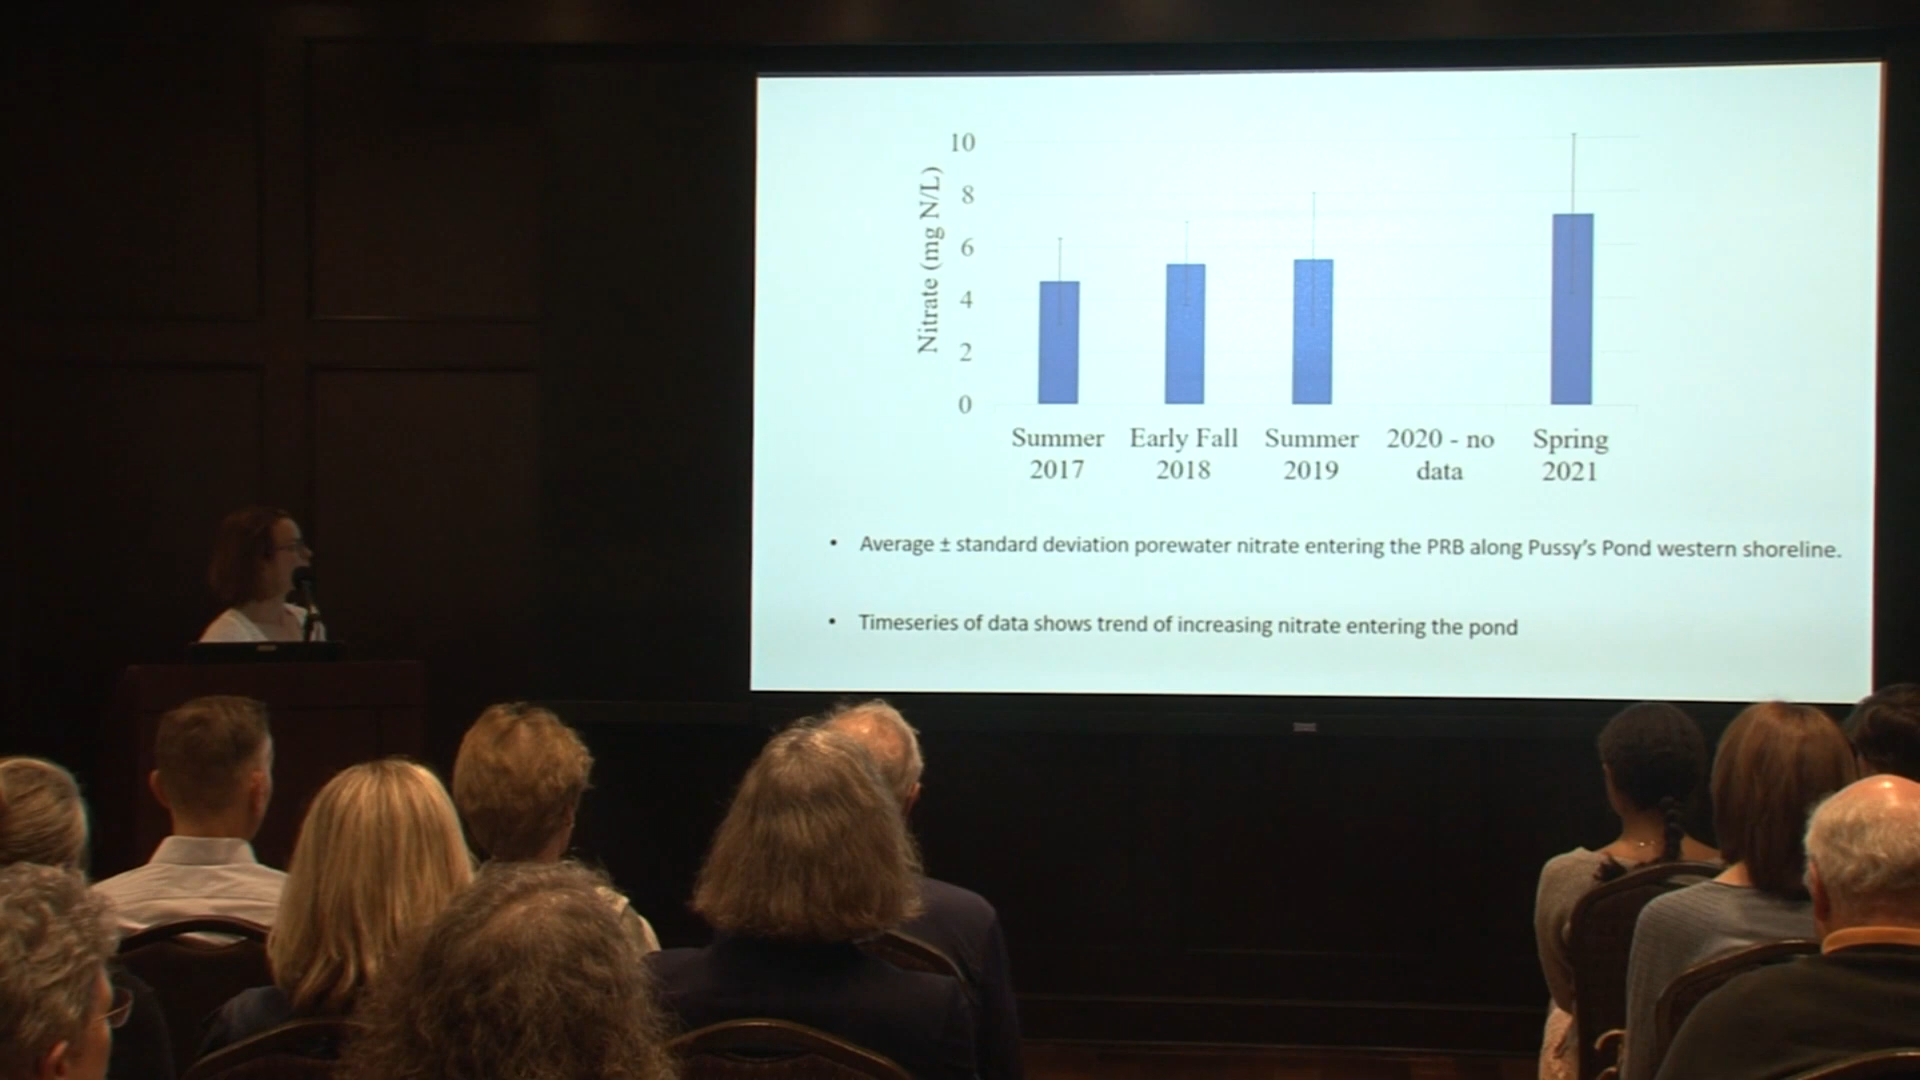 10
8
6
4
2
0
Nitrate (mg N/L)
Summer 2017
Early Fall 2018
Summer 2019
2020 - no data
Spring 2021
• Average ± standard deviation porewater nitrate entering the PRB along Pussy's Pond western shoreline.
• Timeseries of data shows trend of increasing nitrate entering the pond